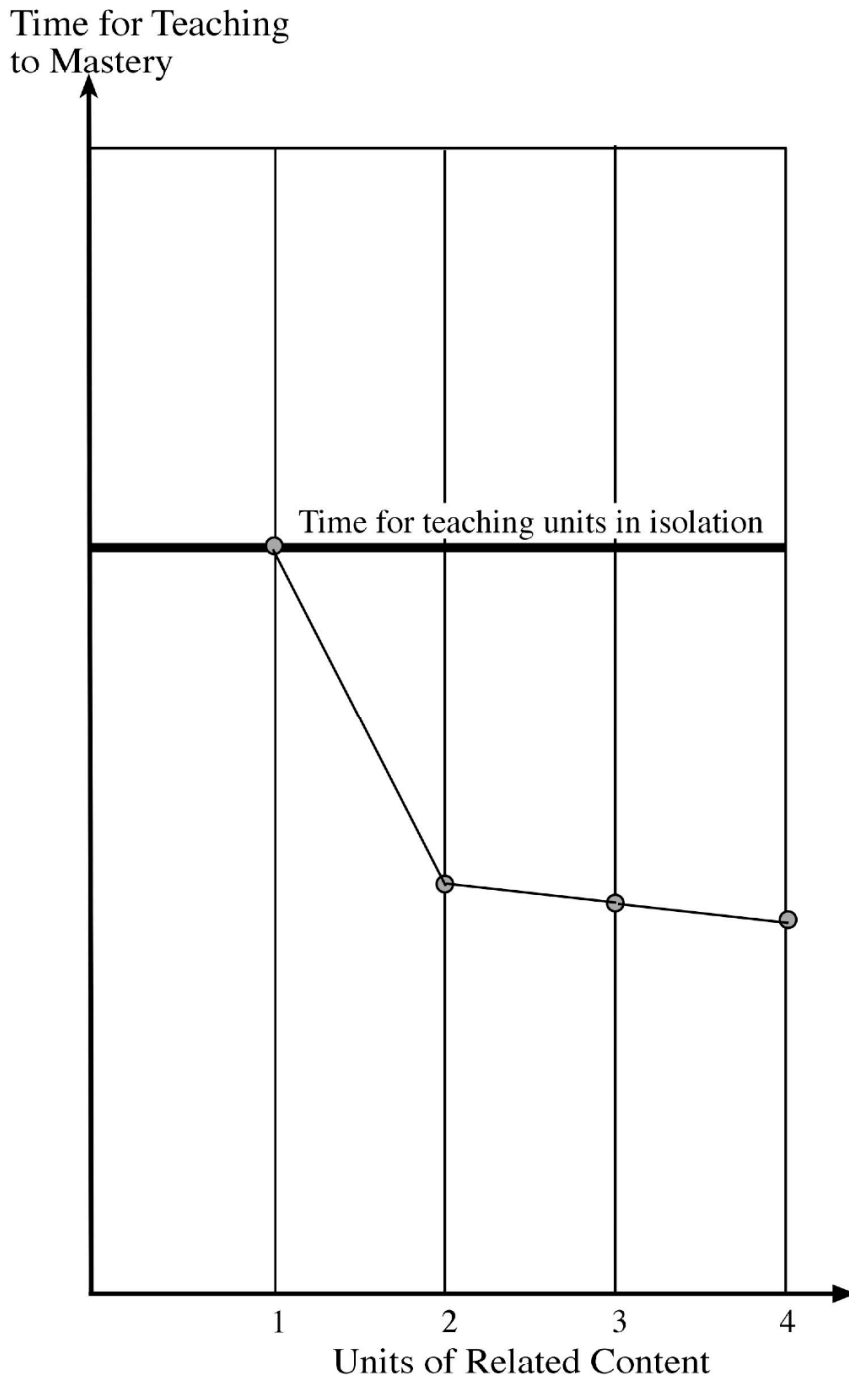 Time for Teaching
to Mastery
Time for teaching units in isolation
1 2 3 4
Units of Related Content